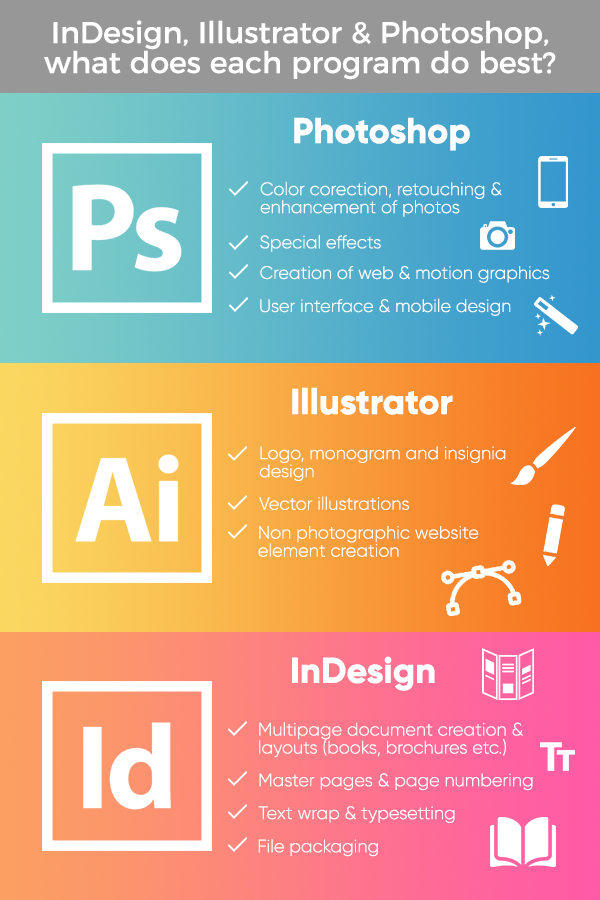 InDesign, Illustrator & Photoshop,
what does each program do best?
Photoshop
Ps
Color corection, retouching &
enhancement of photos
Special effects
Creation of web & motion graphics
User interface & mobile design
Illustrator
Ai
Logo, monogram and insignia
design
Vector illustrations
Non photographic website
element creation
InDesign
Id
Multipage document creation &
layouts (books, brochures etc.)
TT
Master pages & page numbering
Text wrap & typesetting
File packaging